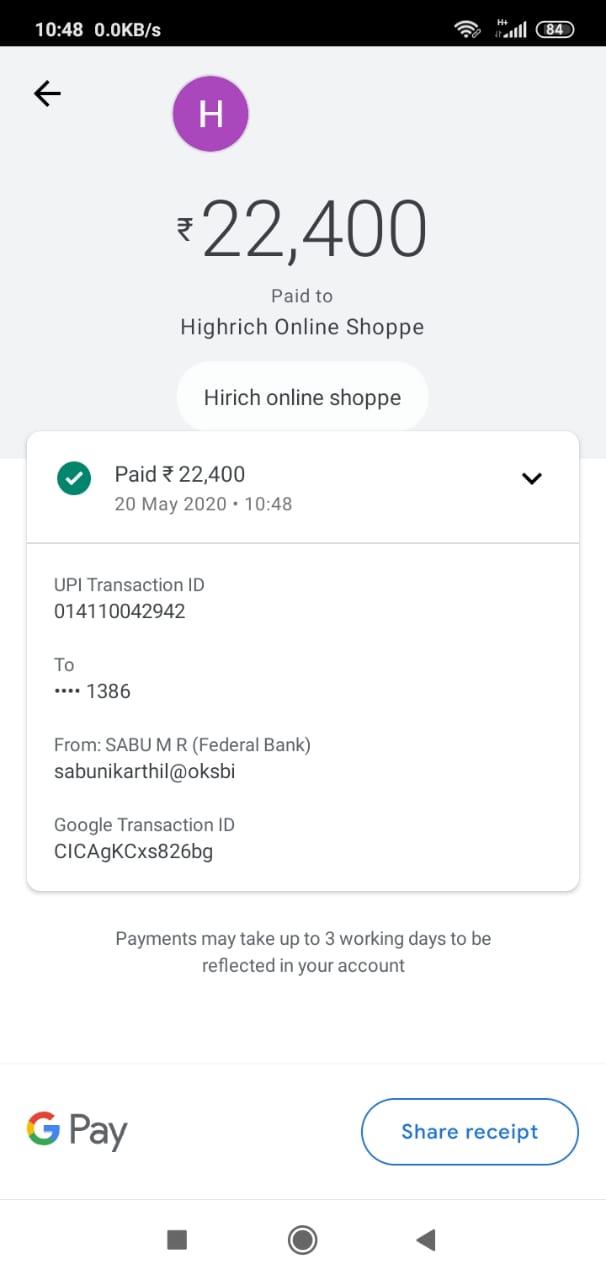 10:48 0.0KB/s H+ 84
H
₹22,400
Paid to
Highrich Online Shoppe
Hirich online shoppe
Paid ₹ 22,400
20 May 2020 • 10:48
UPI Transaction ID
014110042942
To
•••• 1386
From: SABU M R (Federal Bank)
sabunikarthil@oksbi
Google Transaction ID
CICAgKCxs826bg
Payments may take up to 3 working days to be
reflected in your account
G Pay
Share receipt